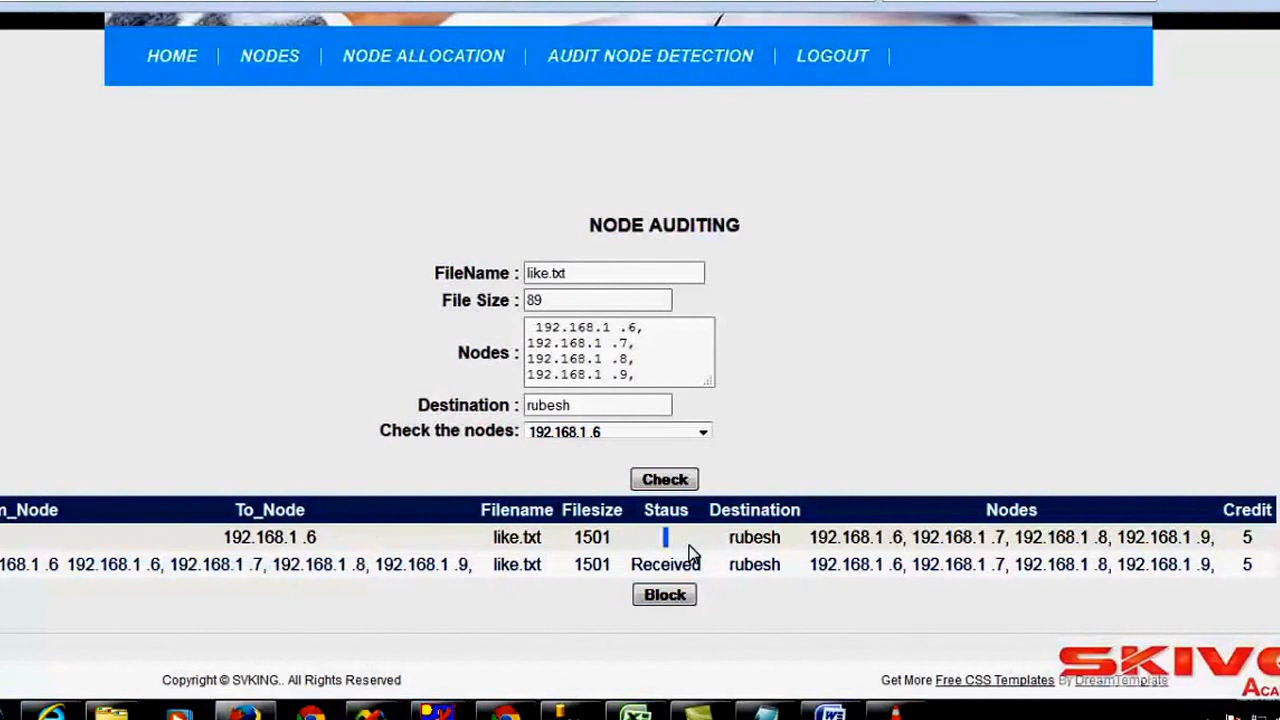 HOME NODES NODE ALLOCATION AUDIT NODE DETECTION LOGOUT
NODE AUDITING
FileName : like.txt
File Size : 89
Nodes : 192.168.1 .6,
192.168.1 .7,
192.168.1 .8,
192.168.1 .9,
Destination : rubesh
Check the nodes: 192.168.1 .6
Check
m_Node To_Node Filename Filesize Staus Destination Nodes Credit
192.168.1 .6 like.txt 1501 rubesh 192.168.1 .6, 192.168.1 .7, 192.168.1 .8, 192.168.1 .9, 5
68.1 .6 192.168.1 .6, 192.168.1 .7, 192.168.1 .8, 192.168.1 .9, like.txt 1501 Received rubesh 192.168.1 .6, 192.168.1 .7, 192.168.1 .8, 192.168.1 .9, 5
Block
Copyright © SVKING.. All Rights Reserved Get More Free CSS Templates By DreamTemplate